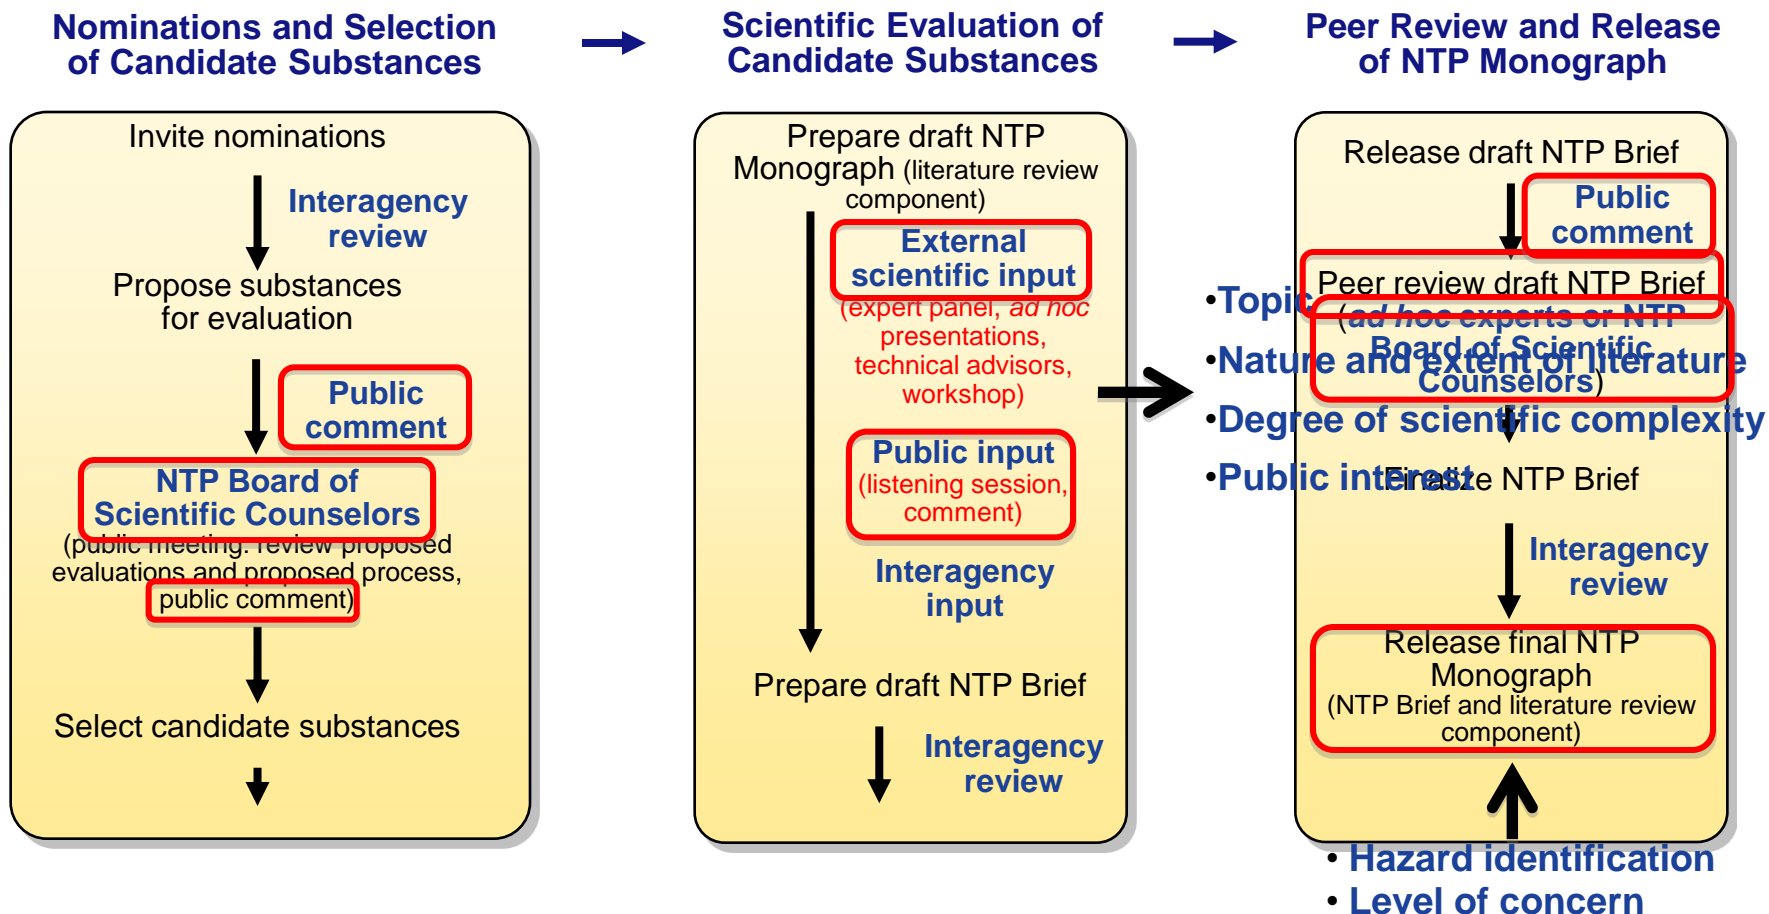 Nominations and Selection
of Candidate Substances
Invite nominations
Interagency
review
Propose substances
for evaluation
Public
comment
NTP Board of
Scientific Counselors
(public meeting: review proposed
evaluations and proposed process,
public comment)
Select candidate substances
Scientific Evaluation of
Candidate Substances
Prepare draft NTP
Monograph (literature review
component)
External
scientific input
(expert panel, ad hoc
presentations,
technical advisors,
workshop)
Public input
(listening session,
comment)
Interagency
input
Prepare draft NTP Brief
Interagency
review
•Topic
•Nature and extent of literature
•Degree of scientific complexity
•Public interest
Peer Review and Release
of NTP Monograph
Release draft NTP Brief
Public
comment
Peer review draft NTP Brief
(ad hoc experts or NTP
Board of Scientific
Counselors)
Finalize NTP Brief
Interagency
review
Release final NTP
Monograph
(NTP Brief and literature review
component)
• Hazard identification
• Level of concern